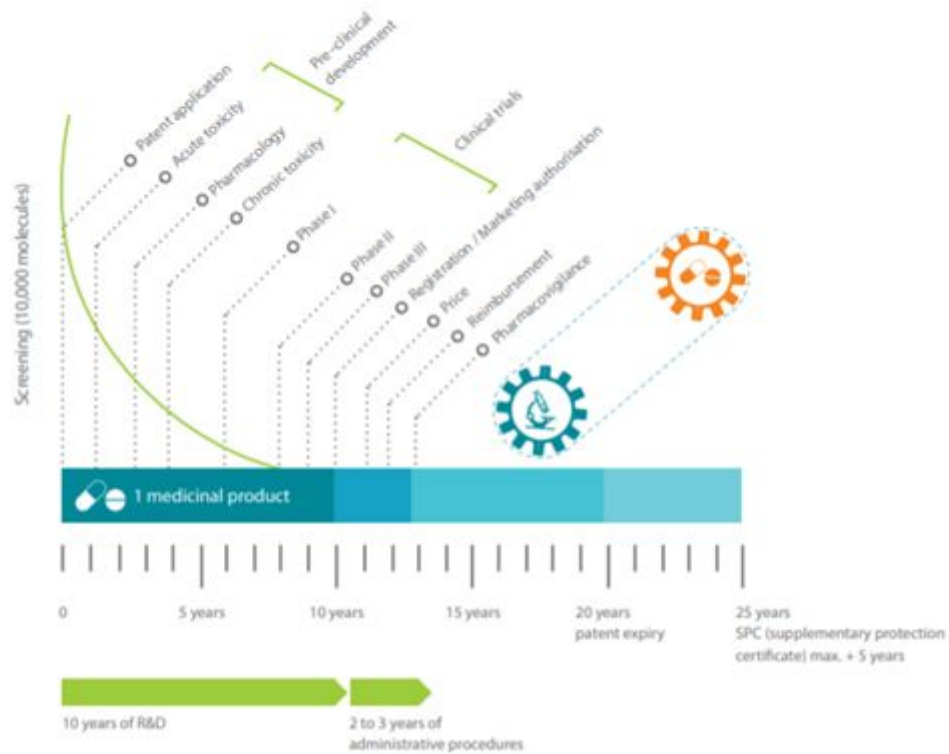 Pre-clinical
development
Patent application
Acute toxicity
Pharmacology
Chronic toxicity
Clinical trials
Phase I
Phase II
Phase III
Registration / Marketing authorisation
Price
Reimbursement
Pharmacovigilance
Screening (10,000 molecules)
1 medicinal product
0
5 years
10 years
15 years
20 years
patent expiry
25 years
SPC (supplementary protection
certificate) max. + 5 years
10 years of R&D
2 to 3 years of
administrative procedures